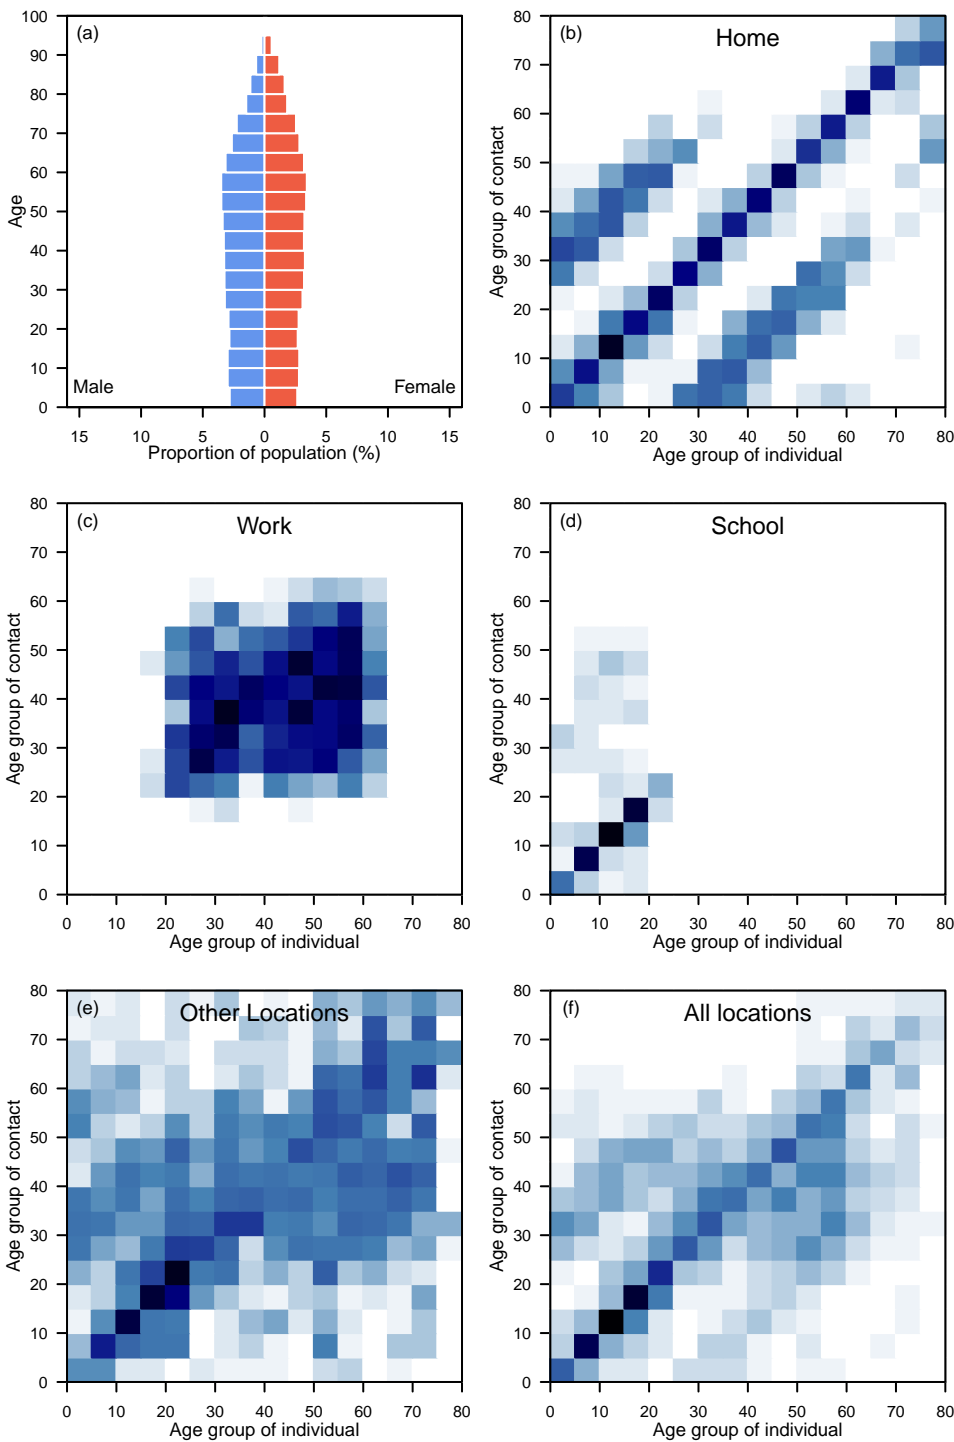 (a)
100
90
80
70
60
50
40
30
20
10
0
Age
Male
Female
15 10 5 0 5 10 15
Proportion of population (%)
(b)
Home
80
70
60
50
40
30
20
10
0
Age group of contact
0 10 20 30 40 50 60 70 80
Age group of individual
(c)
Work
80
70
60
50
40
30
20
10
0
Age group of contact
0 10 20 30 40 50 60 70 80
Age group of individual
(d)
School
80
70
60
50
40
30
20
10
0
Age group of contact
0 10 20 30 40 50 60 70 80
Age group of individual
(e)
Other Locations
80
70
60
50
40
30
20
10
0
Age group of contact
0 10 20 30 40 50 60 70 80
Age group of individual
(f)
All locations
80
70
60
50
40
30
20
10
0
Age group of contact
0 10 20 30 40 50 60 70 80
Age group of individual